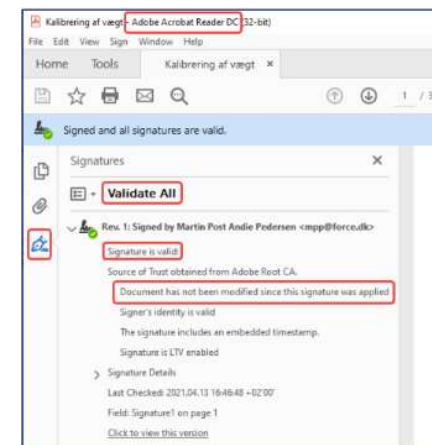 Kalibrering af vægt - Adobe Acrobat Reader DC (32-bit)
File Edit View Sign Window Help
Home Tools Kalibrering af vægt ×
1 / 3
Signed and all signatures are valid.
Signatures ×
Validate All
Rev. 1: Signed by Martin Post Andie Pedersen <mpp@force.dk>
Signature is valid:
Source of Trust obtained from Adobe Root CA.
Document has not been modified since this signature was applied
Signer's identity is valid
The signature includes an embedded timestamp.
Signature is LTV enabled
Signature Details
Last Checked: 2021.04.13 16:46:48 +02'00'
Field: Signature1 on page 1
Click to view this version